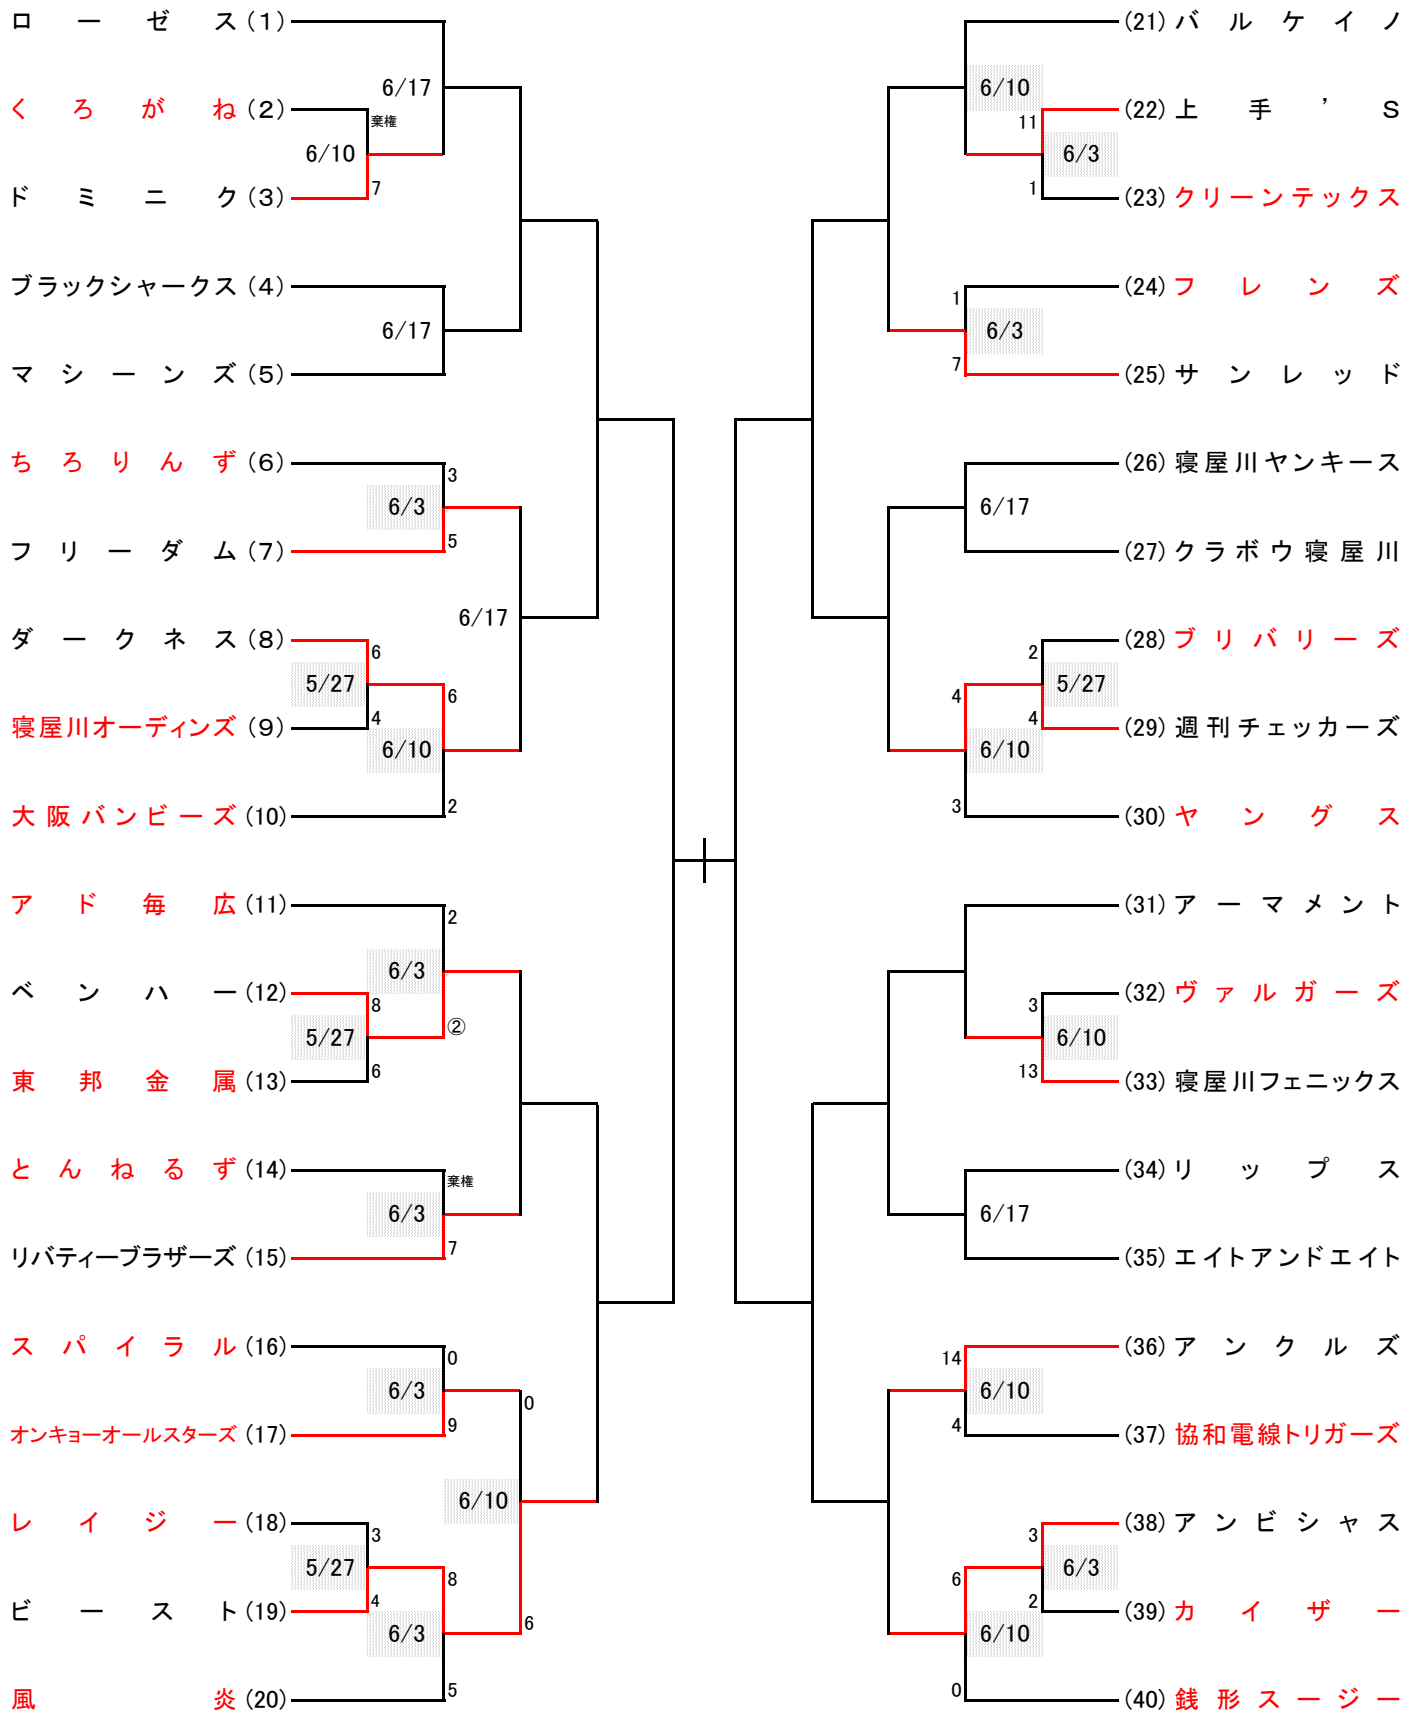 ローゼス (1)
6/17
くろがね (2)
棄権
6/10
ドミニク (3)
7
ブラックシャークス (4)
6/17
マシーンズ (5)
ちろりんず (6)
3
6/3
フリーダム (7)
5
6/17
ダークネス (8)
6
5/27
6
寝屋川オーディンズ (9)
4
6/10
大阪バンビーズ (10)
2
アド毎広 (11)
2
6/3
ベンハー (12)
8
②
5/27
東邦金属 (13)
6
とんねるず (14)
棄権
6/3
リバティーブラザーズ (15)
7
スパイラル (16)
0
6/3
0
オンキョーオールスターズ (17)
9
6/10
レイジー (18)
3
5/27
8
ビースト (19)
4
6
6/3
風炎 (20)
5
(21) バルケイノ
6/10
(22) 上手’S
11
6/3
1
(23) クリーンテックス
(24) フレンズ
1
6/3
7
(25) サンレッド
(26) 寝屋川ヤンキース
6/17
(27) クラボウ寝屋川
(28) ブリバリーズ
2
5/27
4
4
(29) 週刊チェッカーズ
6/10
3
(30) ヤングス
(31) アーマメント
(32) ヴァルガーズ
3
6/10
13
(33) 寝屋川フェニックス
(34) リップス
6/17
(35) エイトアンドエイト
(36) アンクルズ
14
6/10
4
(37) 協和電線トリガーズ
(38) アンビシャス
3
6/3
6
2
(39) カイザー
6/10
0
(40) 銭形スージー